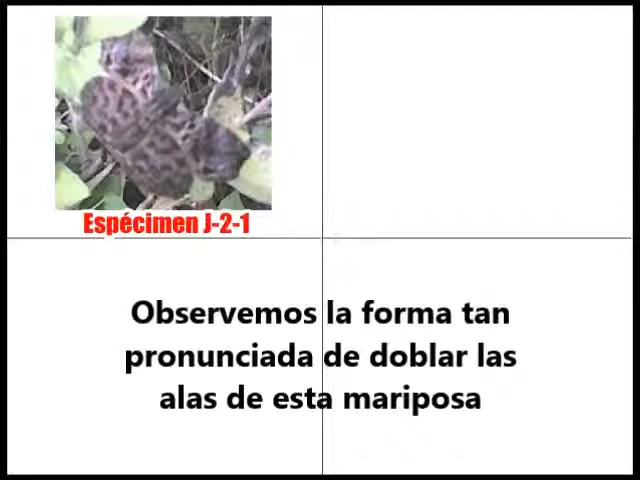 Espécimen J-2-1
Observemos la forma tan
pronunciada de doblar las
alas de esta mariposa